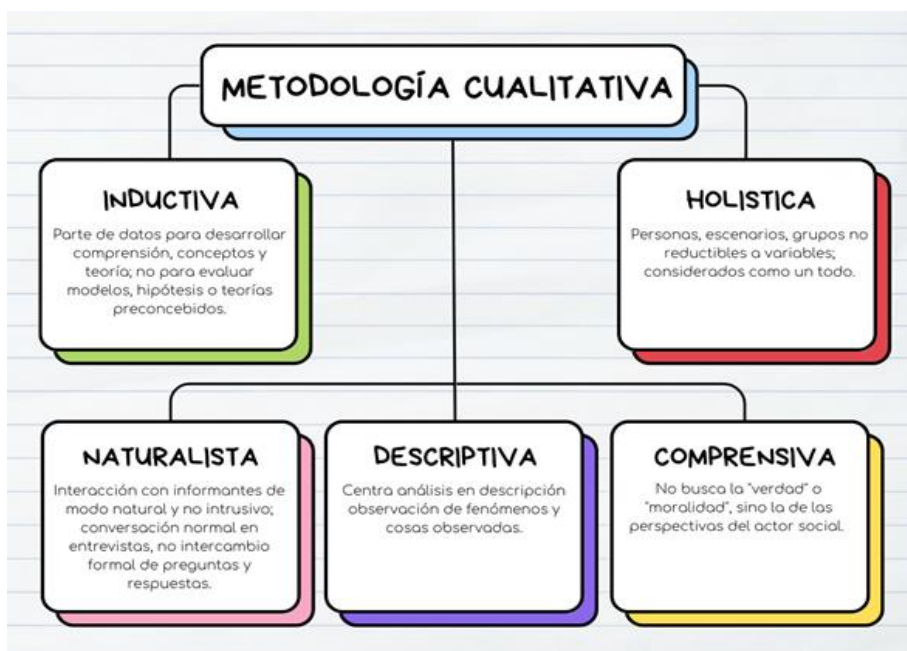 METODOLOGÍA CUALITATIVA
INDUCTIVA
Parte de datos para desarrollar
comprensión, conceptos y
teoría; no para evaluar
modelos, hipótesis o teorías
preconcebidos.
HOLISTICA
Personas, escenarios, grupos no
reductibles a variables;
considerados como un todo.
NATURALISTA
Interacción con informantes de
modo natural y no intrusivo;
conversación normal en
entrevistas, no intercambio
formal de preguntas y
respuestas.
DESCRIPTIVA
Centra análisis en descripción
observación de fenómenos y
cosas observadas.
COMPRENSIVA
No busca la "verdad" o
"moralidad", sino la de las
perspectivas del actor social.